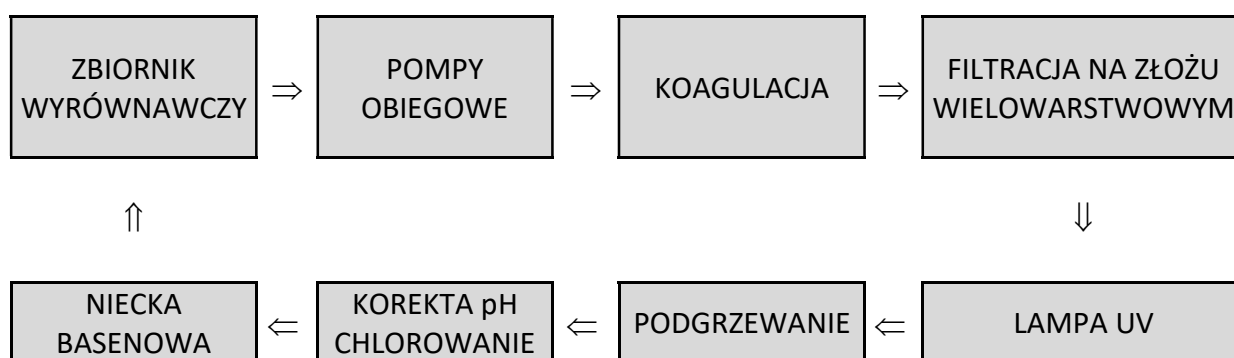 ZBIORNIK
WYRÓWNAWCZY
⇒
POMPY
OBIEGOWE
⇒
KOAGULACJA
⇒
FILTRACJA NA ZŁOŻU
WIELOWARSTWOWYM
⇑
⇓
NIECKA
BASENOWA
⇐
KOREKTA pH
CHLOROWANIE
⇐
PODGRZEWANIE
⇐
LAMPA UV